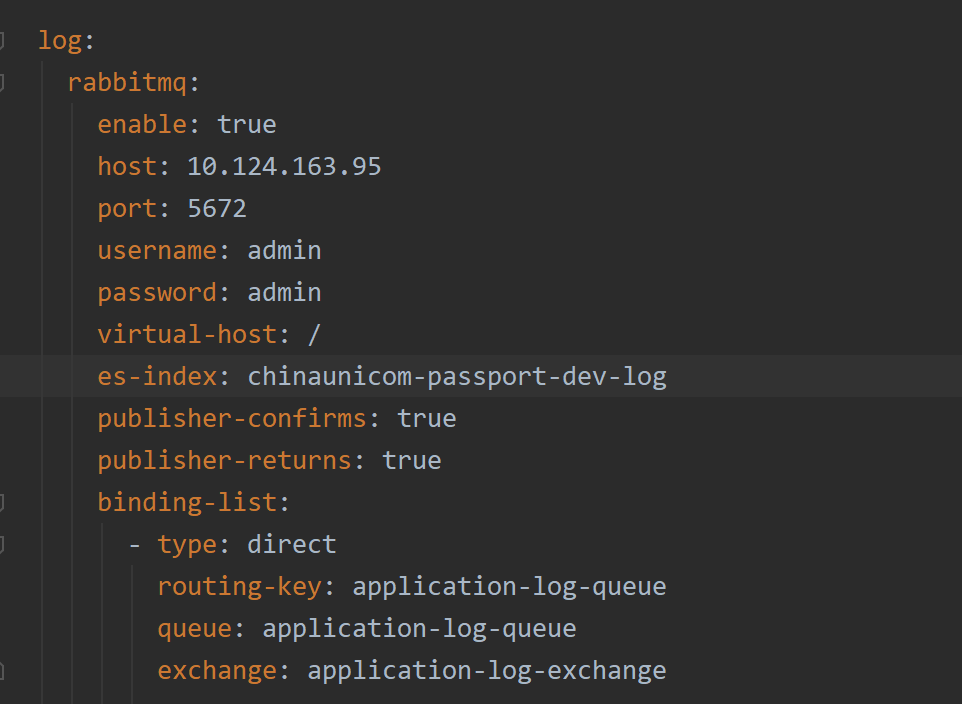 log:
rabbitmq:
enable: true
host: 10.124.163.95
port: 5672
username: admin
password: admin
virtual-host: /
es-index: chinaunicom-passport-dev-log
publisher-confirms: true
publisher-returns: true
binding-list:
- type: direct
routing-key: application-log-queue
queue: application-log-queue
exchange: application-log-exchange